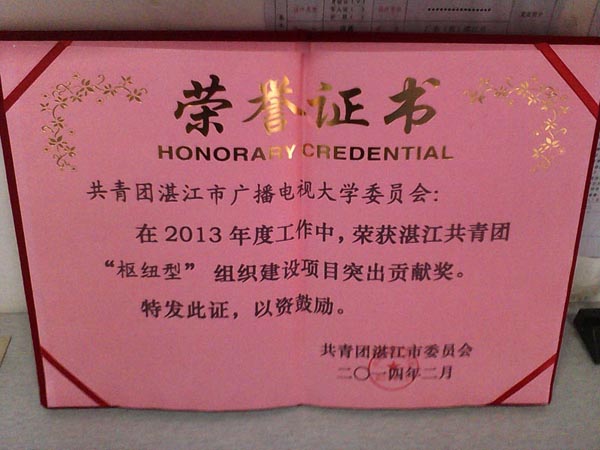 荣誉证书
HONORARY CREDENTIAL
共青团湛江市广播电视大学委员会：
在2013年度工作中，荣获湛江共青团
“枢纽型”组织建设项目突出贡献奖。
特发此证，以资鼓励。
共青团湛江市委员会
二〇一四年二月